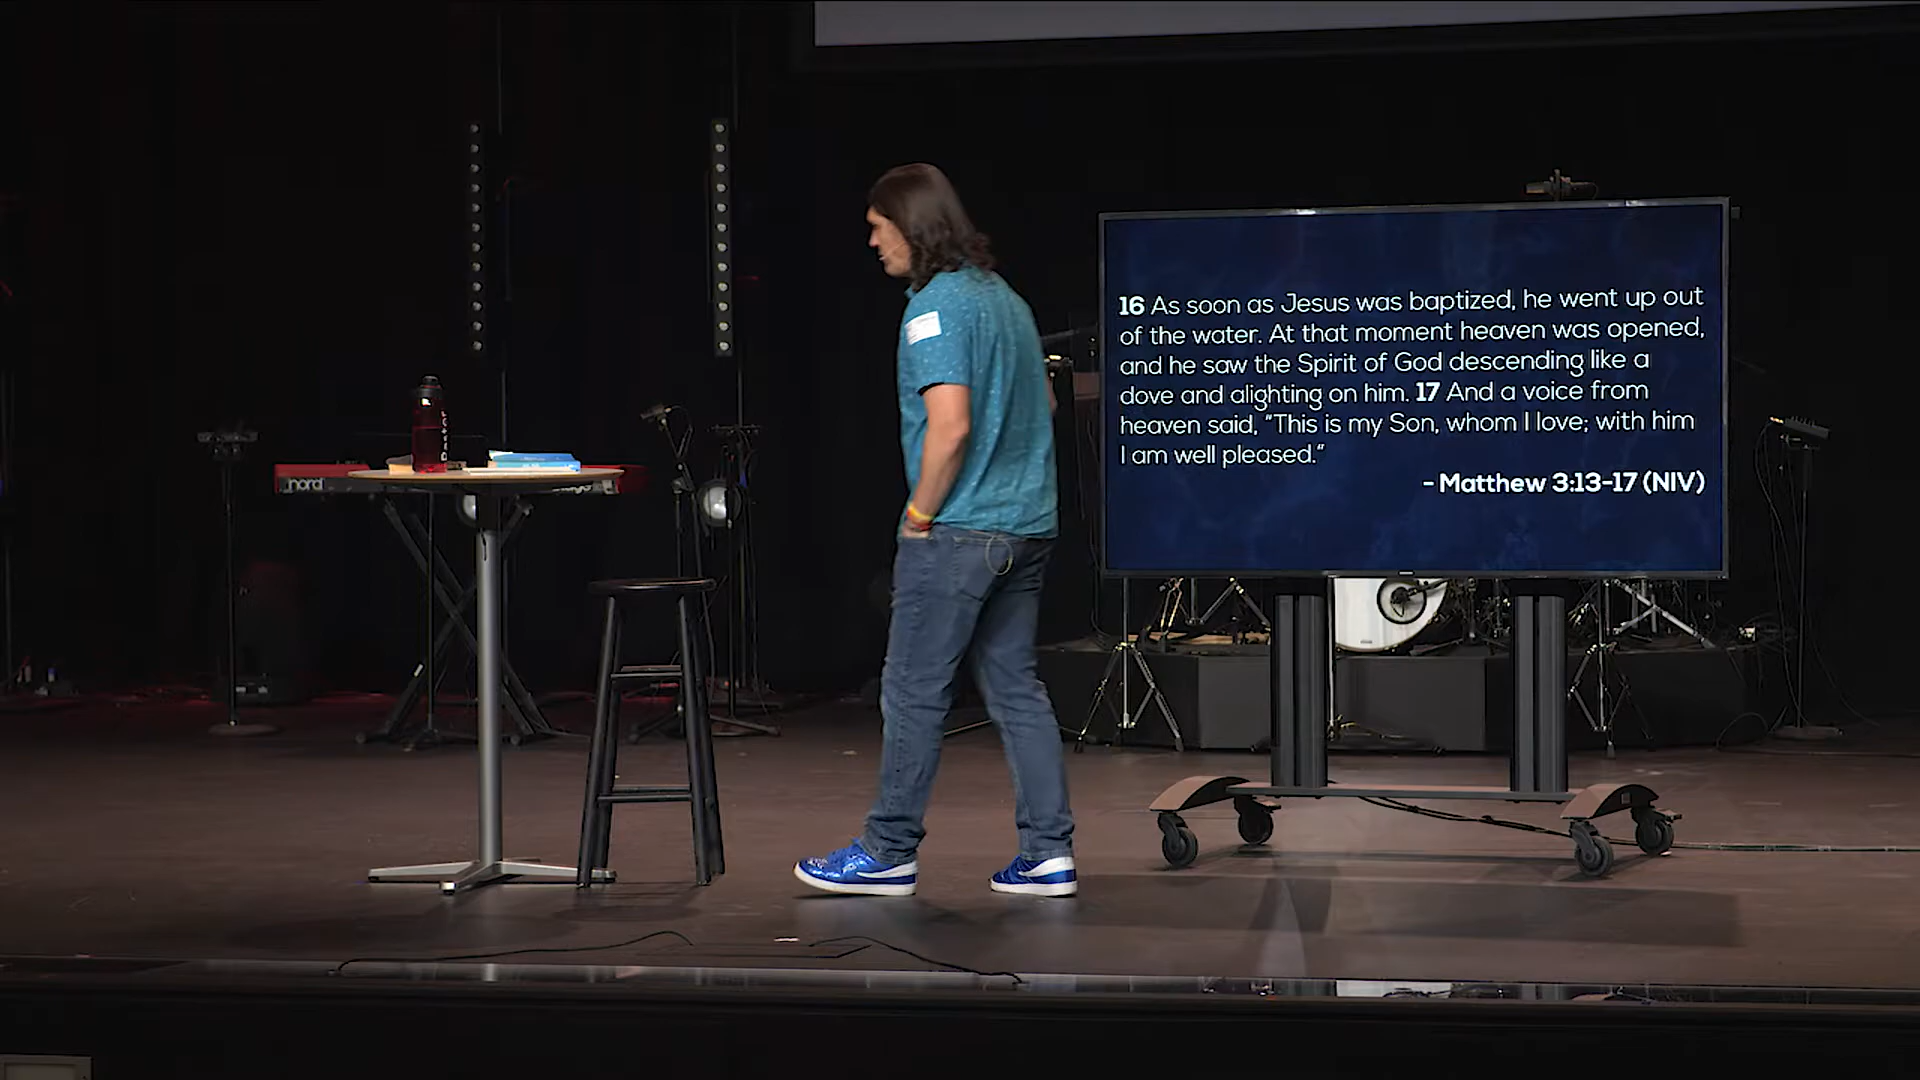 16 As soon as Jesus was baptized, he went up out
of the water. At that moment heaven was opened,
and he saw the Spirit of God descending like a
dove and alighting on him. 17 And a voice from
heaven said, "This is my Son, whom I love; with him
I am well pleased."
- Matthew 3:13-17 (NIV)
nord